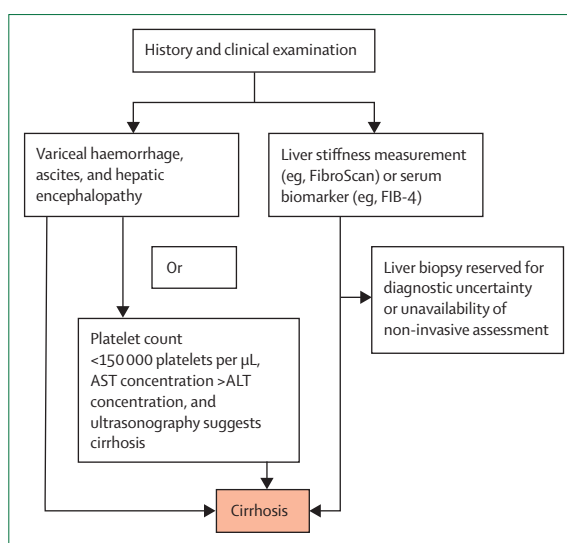 History and clinical examination
Variceal haemorrhage,
ascites, and hepatic
encephalopathy
Liver stiffness measurement
(eg, FibroScan) or serum
biomarker (eg, FIB-4)
Or
Liver biopsy reserved for
diagnostic uncertainty
or unavailability of
non-invasive assessment
Platelet count
<150 000 platelets per µL,
AST concentration >ALT
concentration, and
ultrasonography suggests
cirrhosis
Cirrhosis